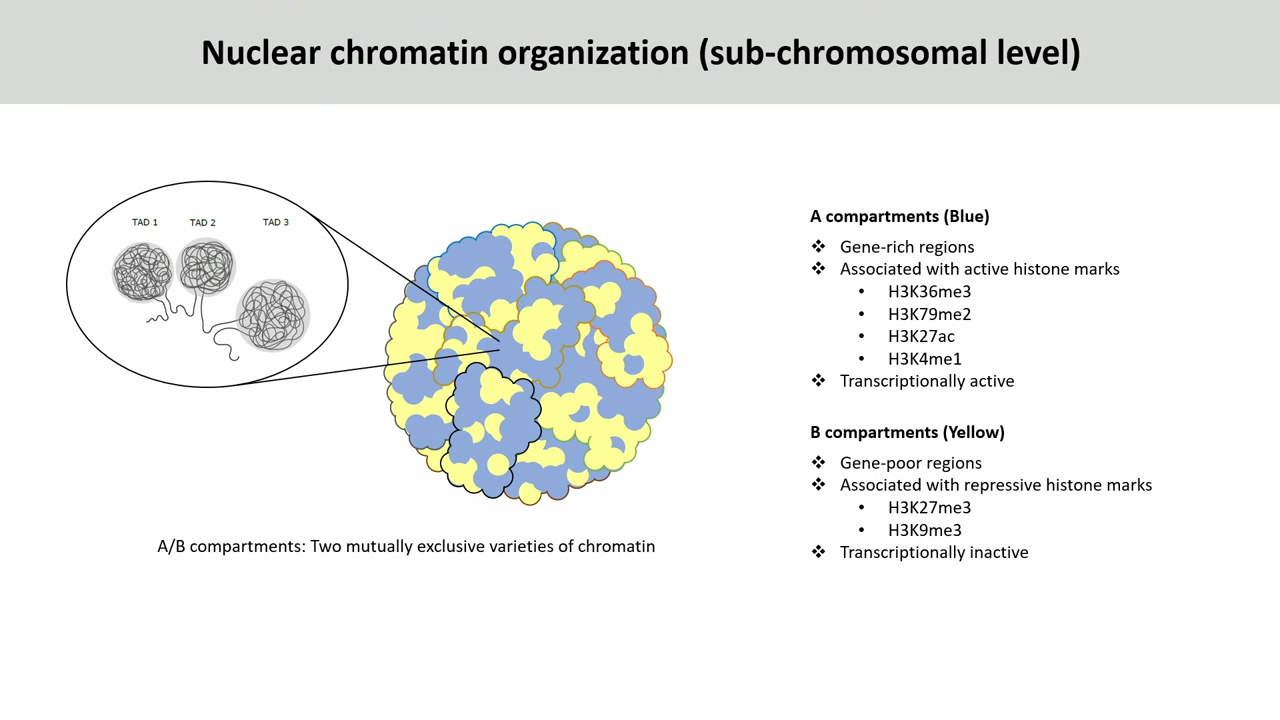 Nuclear chromatin organization (sub-chromosomal level)
TAD 1 TAD 2 TAD 3
A/B compartments: Two mutually exclusive varieties of chromatin
A compartments (Blue)
❖ Gene-rich regions
❖ Associated with active histone marks
• H3K36me3
• H3K79me2
• H3K27ac
• H3K4me1
❖ Transcriptionally active
B compartments (Yellow)
❖ Gene-poor regions
❖ Associated with repressive histone marks
• H3K27me3
• H3K9me3
❖ Transcriptionally inactive